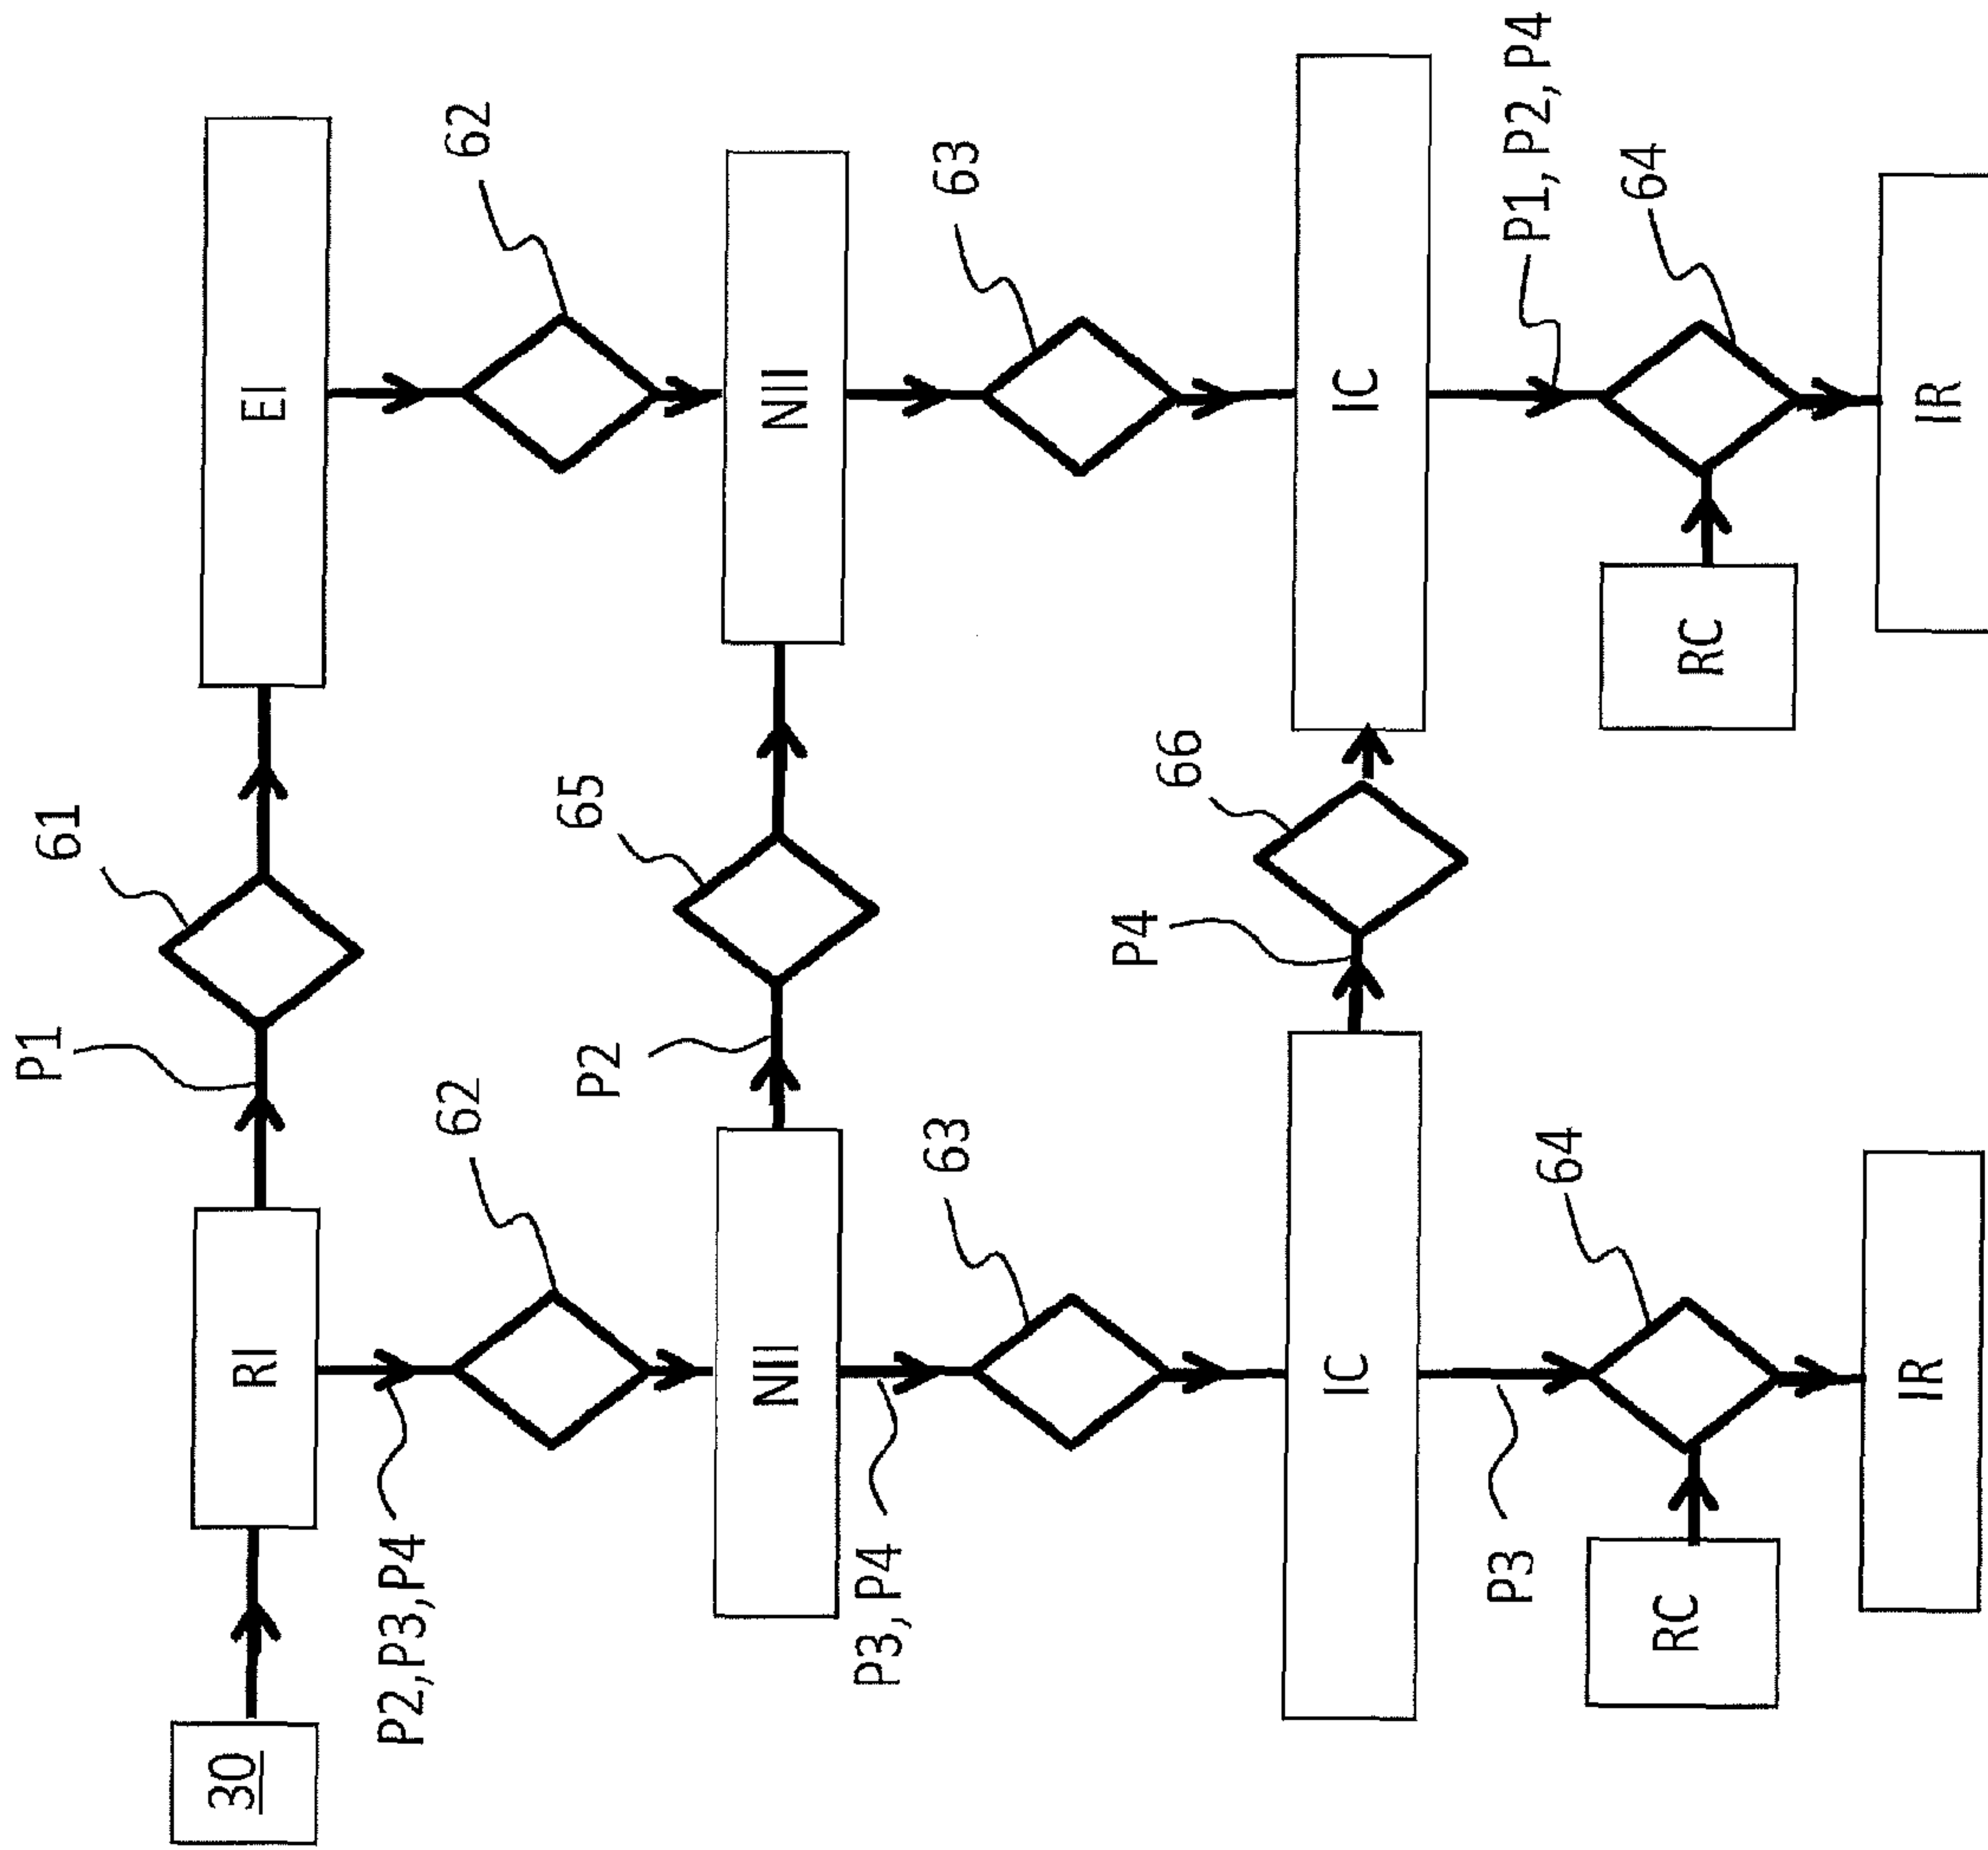 30
RI
P1
61
EI
P2,P3,P4
62
62
NII
P2
65
NII
P3, P4
63
63
IC
P4
66
IC
P3
P1, P2, P4
RC
64
RC
64
IR
IR